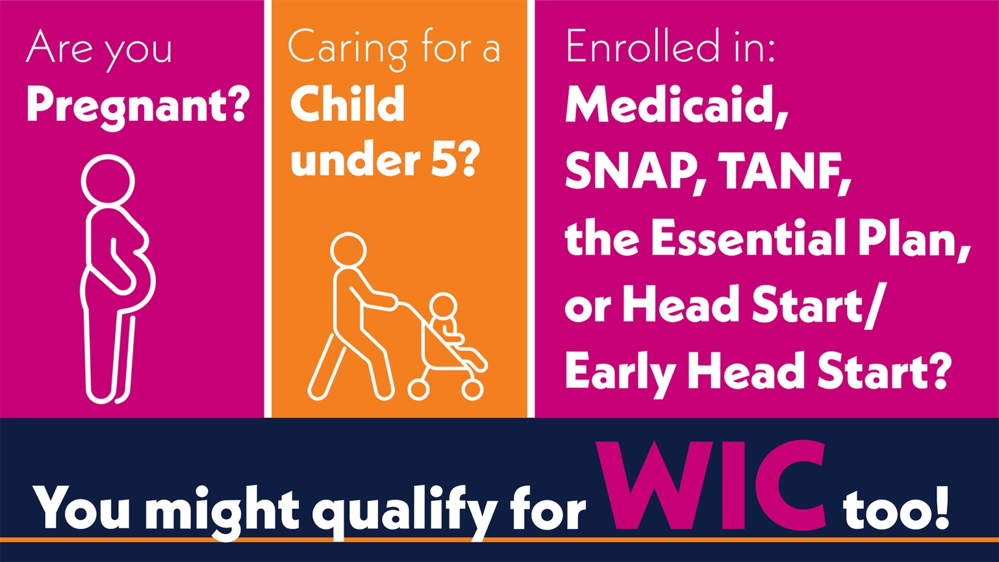 Are you
Pregnant?
Caring for a
Child
under 5?
Enrolled in:
Medicaid,
SNAP, TANF,
the Essential Plan,
or Head Start/
Early Head Start?
You might qualify for WIC too!